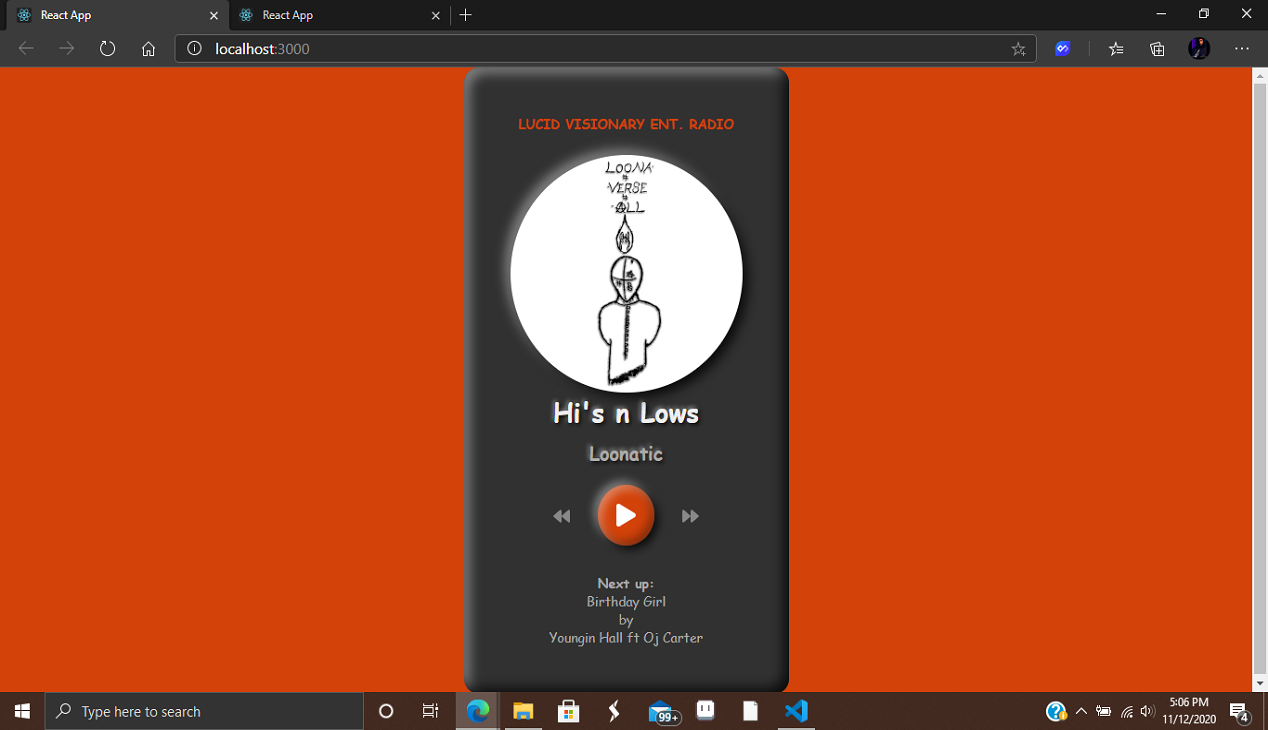 React App
React App
localhost:3000
LUCID VISIONARY ENT. RADIO
LOONA
VERSE
ALL
Hi's n Lows
Loonatic
Next up:
Birthday Girl
by
Youngin Hall ft Oj Carter
Type here to search
99+
5:06 PM
11/12/2020
4